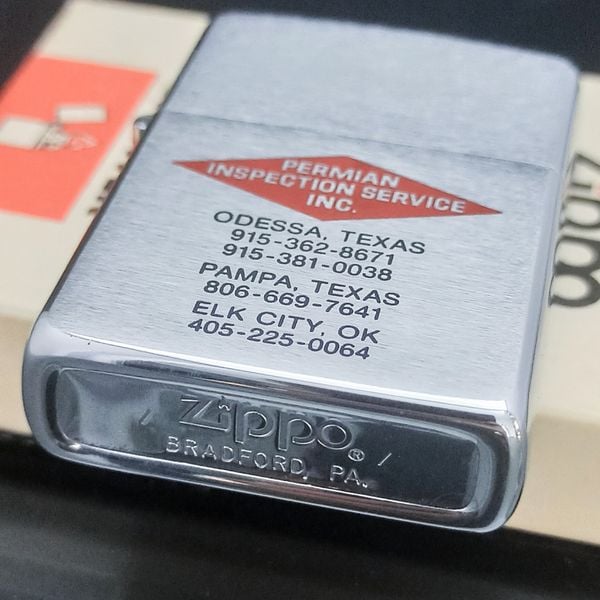 PERMIAN
INSPECTION SERVICE
INC.
ODESSA, TEXAS
915-362-8671
915-381-0038
PAMPA, TEXAS
806-669-7641
ELK CITY, OK
405-225-0064
Zippo®
BRADFORD, PA.
Zippo